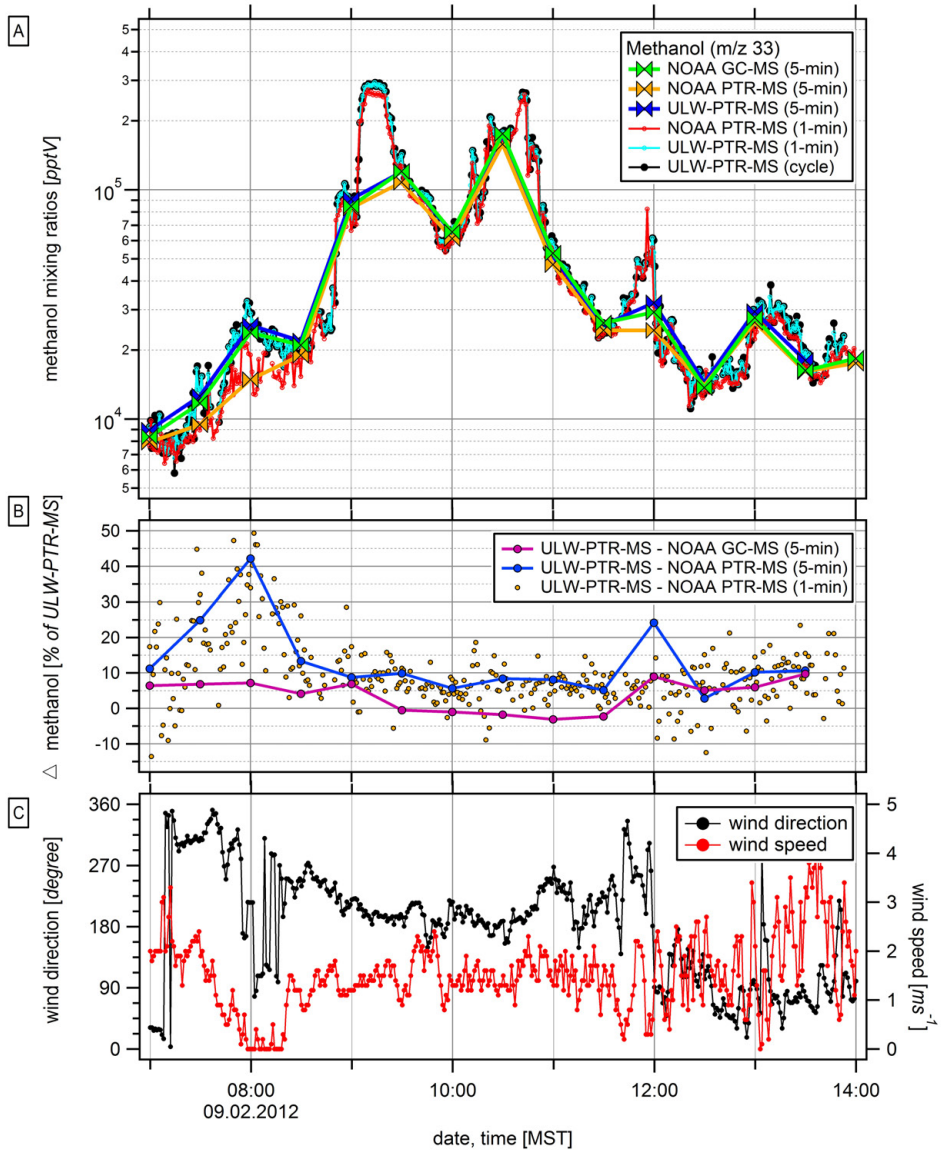 A
methanol mixing ratios [pptV]
5
4
3
2
10^5
7
6
5
4
3
2
10^4
7
6
5
Methanol (m/z 33)
NOAA GC-MS (5-min)
NOAA PTR-MS (5-min)
ULW-PTR-MS (5-min)
NOAA PTR-MS (1-min)
ULW-PTR-MS (1-min)
ULW-PTR-MS (cycle)
B
△ methanol [% of ULW-PTR-MS]
50
40
30
20
10
0
-10
ULW-PTR-MS - NOAA GC-MS (5-min)
ULW-PTR-MS - NOAA PTR-MS (5-min)
ULW-PTR-MS - NOAA PTR-MS (1-min)
C
wind direction [degree]
360
270
180
90
0
wind direction
wind speed
5
4
3
2
1
0
wind speed [ms^-1]
08:00 10:00 12:00 14:00
09.02.2012
date, time [MST]